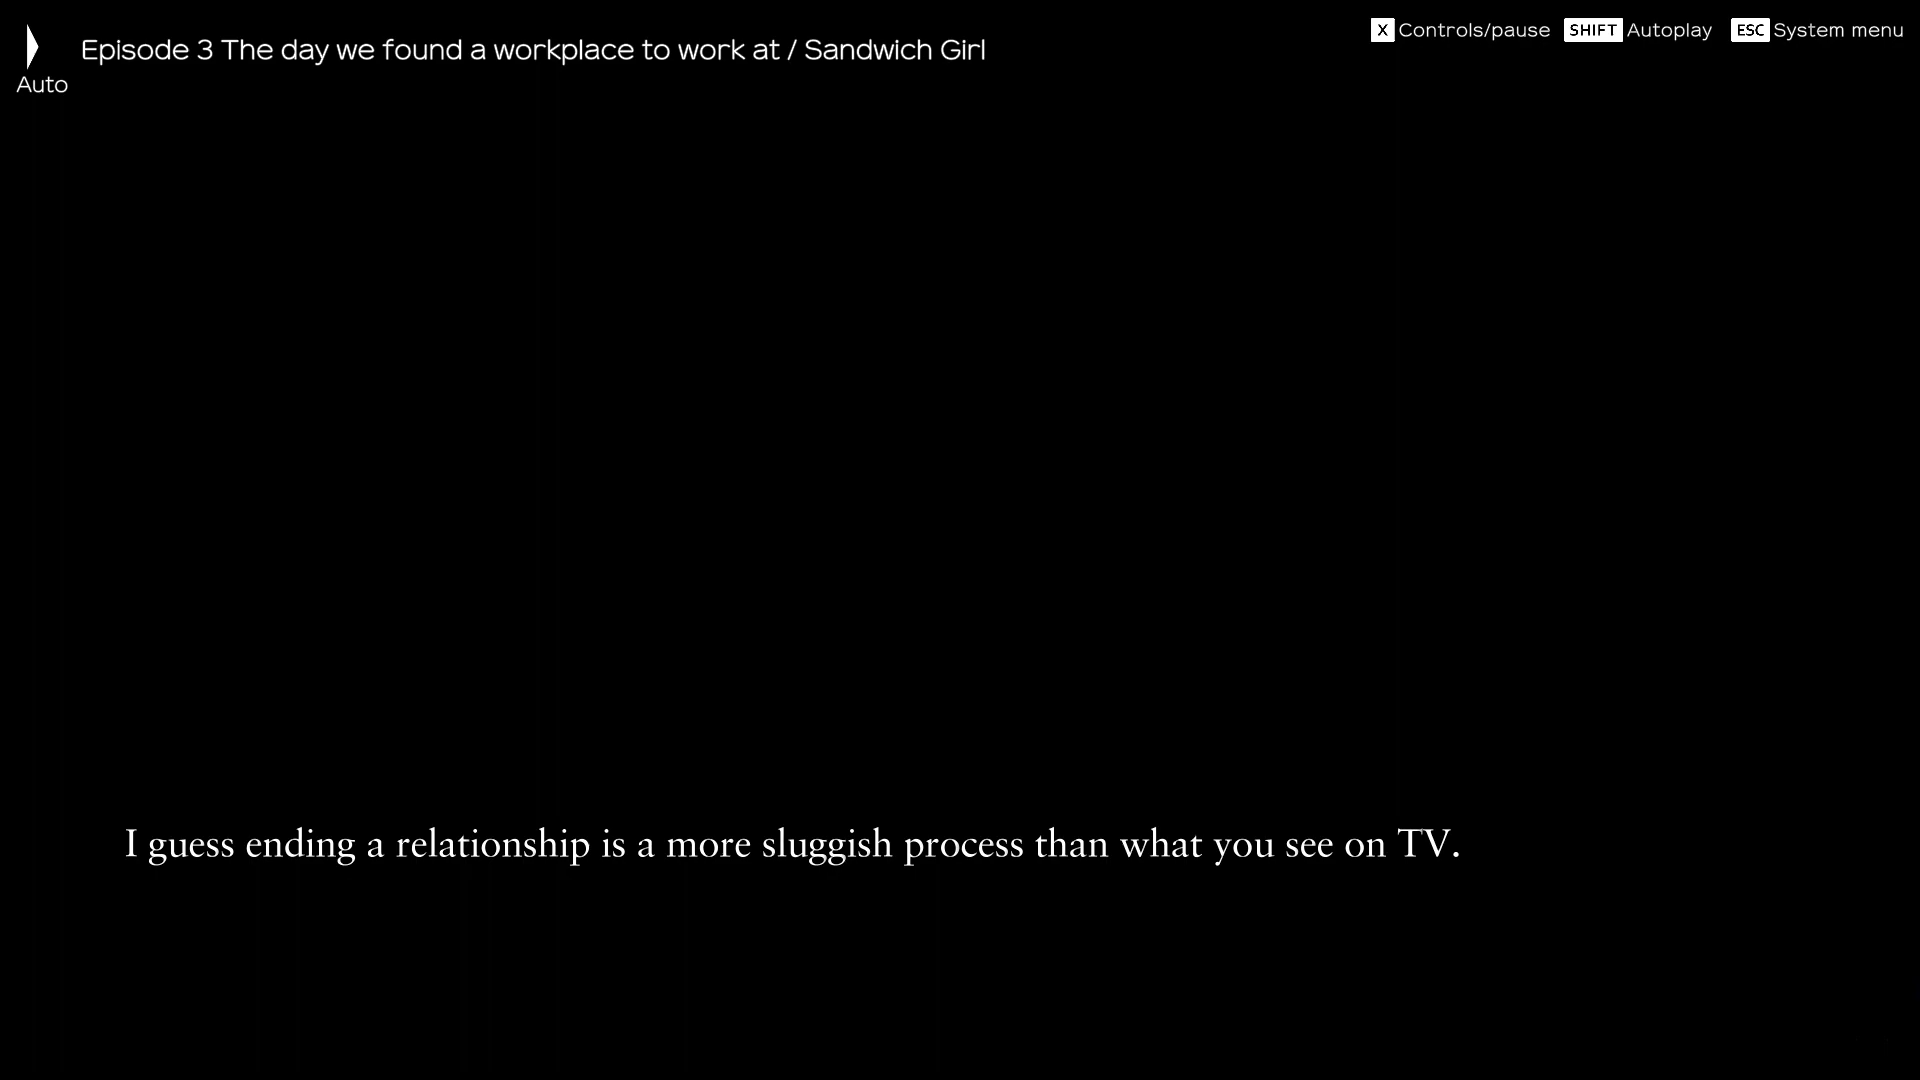 Episode 3 The day we found a workplace to work at / Sandwich Girl
X Controls/pause SHIFT Autoplay ESC System menu
Auto
I guess ending a relationship is a more sluggish process than what you see on TV.